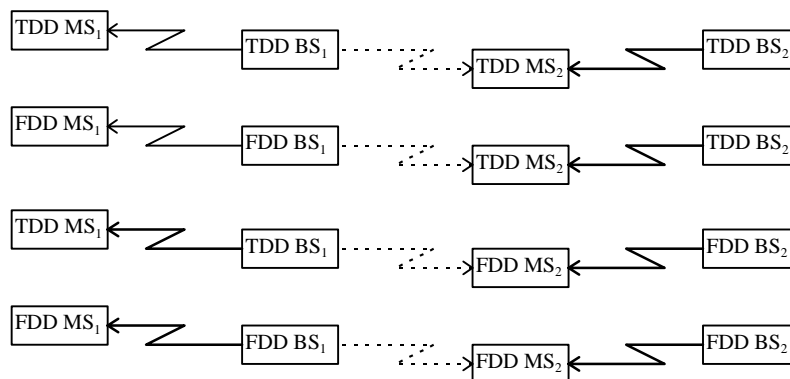 TDD MS₁ TDD BS₁ TDD MS₂ TDD BS₂
FDD MS₁ FDD BS₁ TDD MS₂ TDD BS₂
TDD MS₁ TDD BS₁ FDD MS₂ FDD BS₂
FDD MS₁ FDD BS₁ FDD MS₂ FDD BS₂